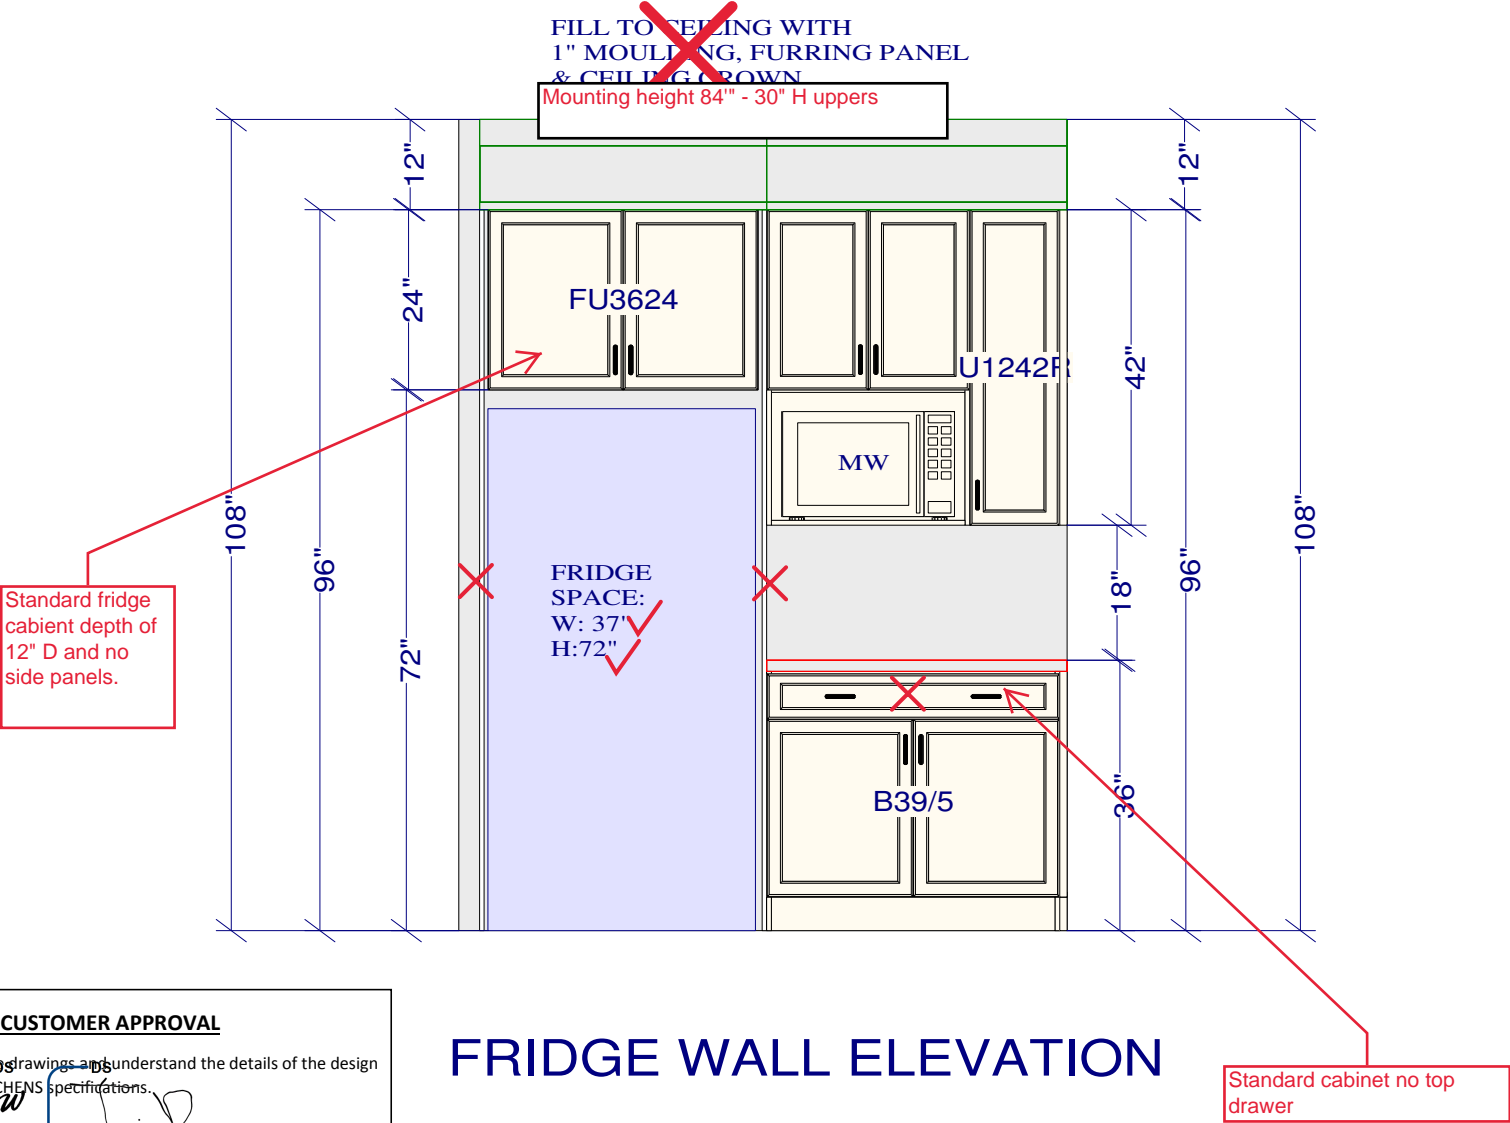 FILL TO CEILING WITH
1" MOULDING, FURRING PANEL
& CEILING CROWN
Mounting height 84'" - 30" H uppers
12"
12"
24"
FU3624
U1242R
42"
MW
108"
96"
108"
96"
18"
FRIDGE
SPACE:
W: 37"
H:72"
72"
Standard fridge
cabient depth of
12" D and no
side panels.
B39/5
36"
CUSTOMER APPROVAL
drawings and understand the details of the design
CHENS specifications.
DS
DS
FRIDGE WALL ELEVATION
Standard cabinet no top
drawer